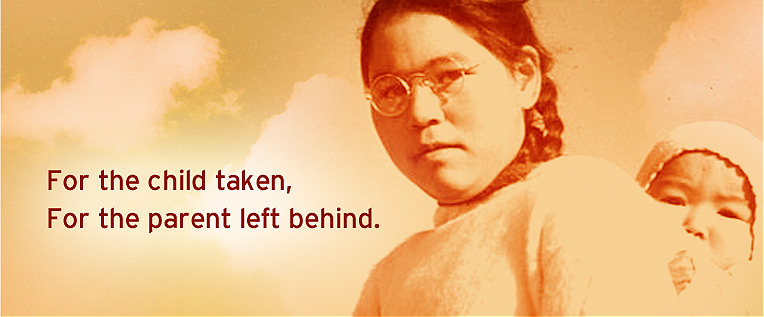 For the child taken,
For the parent left behind.